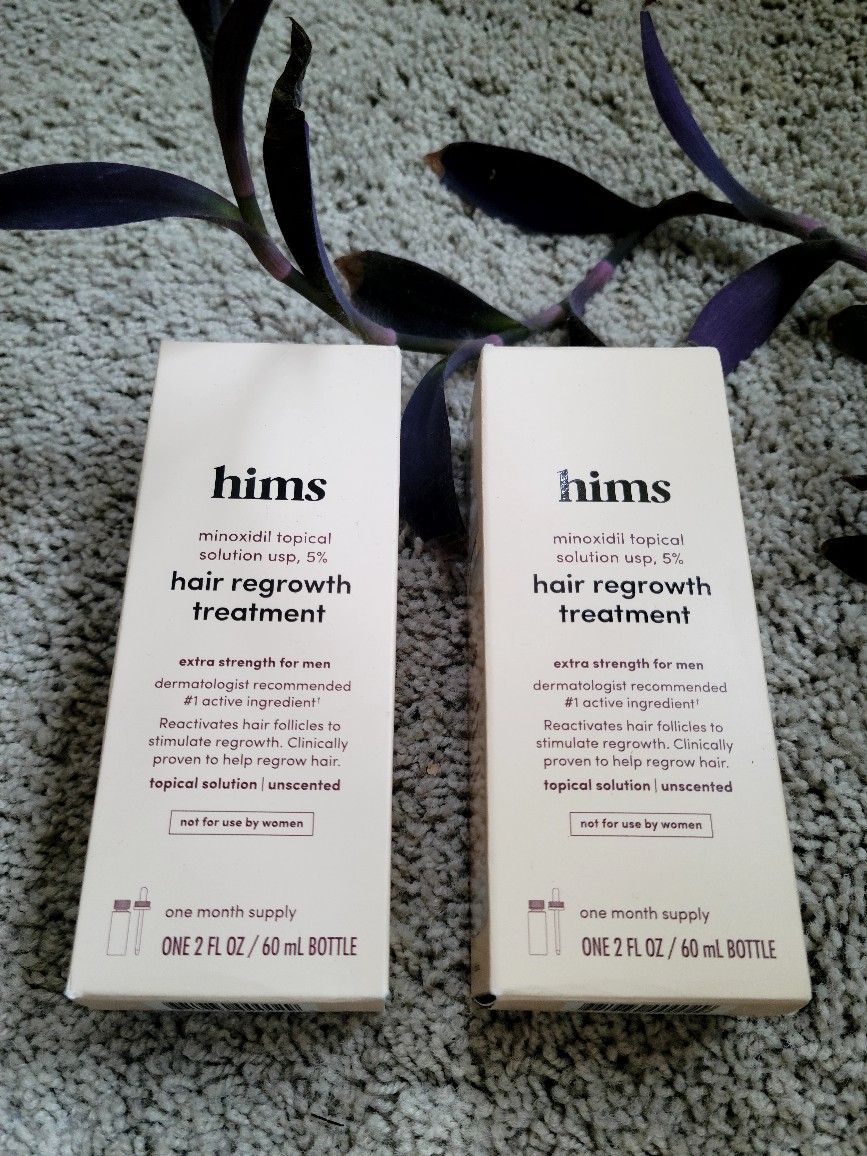 hims
minoxidil topical
solution usp, 5%
hair regrowth
treatment
extra strength for men
dermatologist recommended
#1 active ingredient†
Reactivates hair follicles to
stimulate regrowth. Clinically
proven to help regrow hair.
topical solution | unscented
not for use by women
one month supply
ONE 2 FL OZ / 60 mL BOTTLE
hims
minoxidil topical
solution usp, 5%
hair regrowth
treatment
extra strength for men
dermatologist recommended
#1 active ingredient†
Reactivates hair follicles to
stimulate regrowth. Clinically
proven to help regrow hair.
topical solution | unscented
not for use by women
one month supply
ONE 2 FL OZ / 60 mL BOTTLE